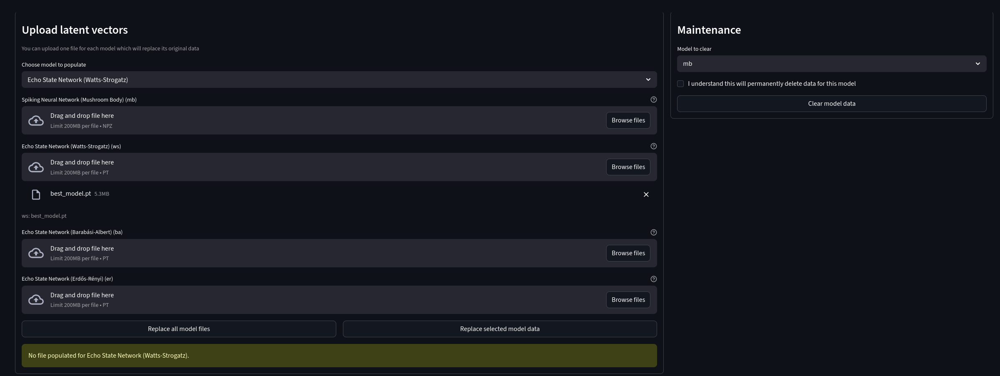 Upload latent vectors
You can upload one file for each model which will replace its original data
Choose model to populate
Echo State Network (Watts-Strogatz)
Spiking Neural Network (Mushroom Body) (mb)
Drag and drop file here
Limit 200MB per file • NPZ
Browse files
Echo State Network (Watts-Strogatz) (ws)
Drag and drop file here
Limit 200MB per file • PT
Browse files
best_model.pt 5.3MB
ws: best_model.pt
Echo State Network (Barabási-Albert) (ba)
Drag and drop file here
Limit 200MB per file • PT
Browse files
Echo State Network (Erdős-Rényi) (er)
Drag and drop file here
Limit 200MB per file • PT
Browse files
Replace all model files
Replace selected model data
No file populated for Echo State Network (Watts-Strogatz).
Maintenance
Model to clear
mb
I understand this will permanently delete data for this model
Clear model data